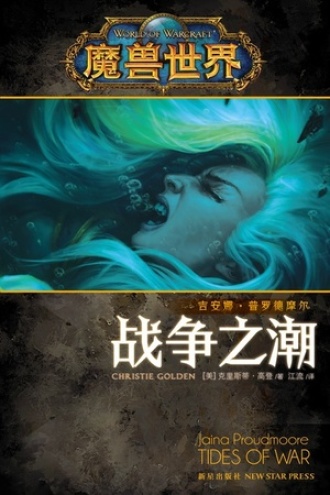 WORLD OF WARCRAFT
魔兽世界
吉安娜·普罗德摩尔
战争之潮
CHRISTIE GOLDEN [美]克里斯蒂·高登/著 江流/译
Jaina Proudmoore
TIDES OF WAR
新星出版社 NEW STAR PRESS